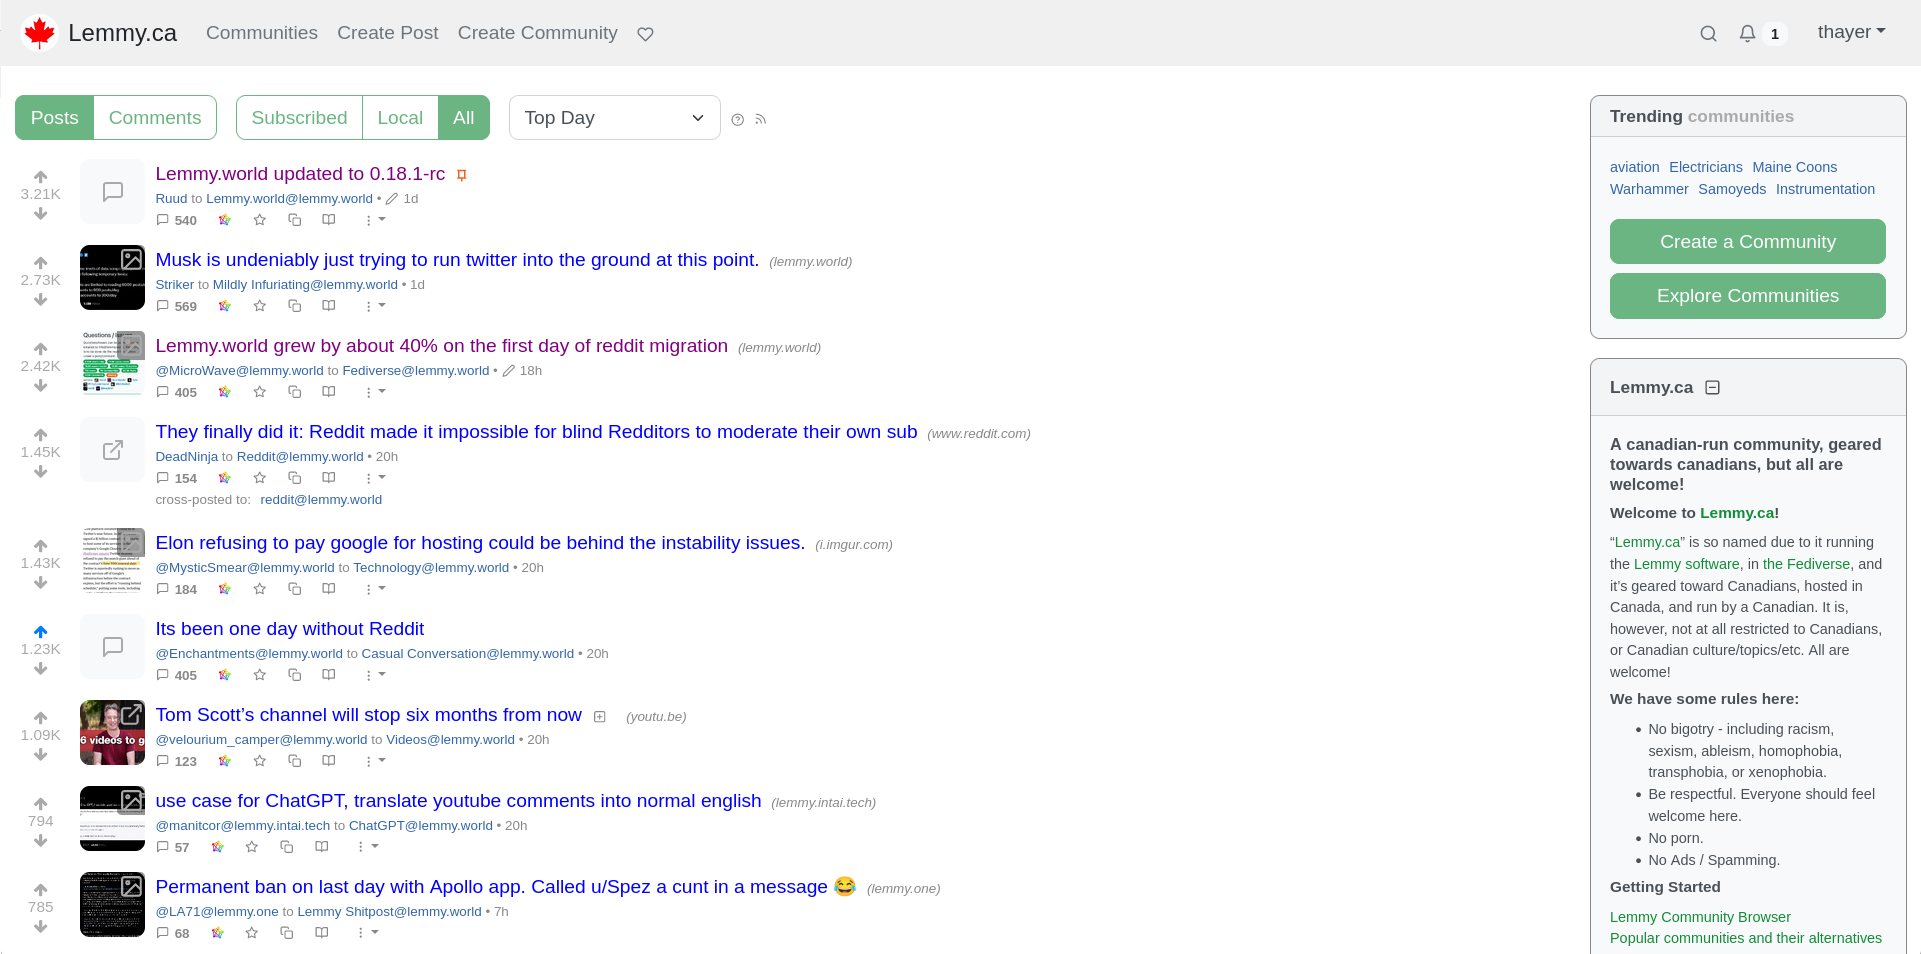 Lemmy.ca Communities Create Post Create Community 1 thayer
Posts Comments Subscribed Local All Top Day
3.21K
Lemmy.world updated to 0.18.1-rc
Ruud to Lemmy.world@lemmy.world • 1d
540
2.73K
Musk is undeniably just trying to run twitter into the ground at this point. (lemmy.world)
Striker to Mildly Infuriating@lemmy.world • 1d
569
2.42K
Questions /
Lemmy.world grew by about 40% on the first day of reddit migration (lemmy.world)
@MicroWave@lemmy.world to Fediverse@lemmy.world • 18h
405
1.45K
They finally did it: Reddit made it impossible for blind Redditors to moderate their own sub (www.reddit.com)
DeadNinja to Reddit@lemmy.world • 20h
154
cross-posted to: reddit@lemmy.world
1.43K
Elon refusing to pay google for hosting could be behind the instability issues. (i.imgur.com)
@MysticSmear@lemmy.world to Technology@lemmy.world • 20h
184
1.23K
Its been one day without Reddit
@Enchantments@lemmy.world to Casual Conversation@lemmy.world • 20h
405
1.09K
6 videos to g
Tom Scott’s channel will stop six months from now (youtu.be)
@velourium_camper@lemmy.world to Videos@lemmy.world • 20h
123
794
use case for ChatGPT, translate youtube comments into normal english (lemmy.intai.tech)
@manitcor@lemmy.intai.tech to ChatGPT@lemmy.world • 20h
57
785
Permanent ban on last day with Apollo app. Called u/Spez a cunt in a message 😂 (lemmy.one)
@LA71@lemmy.one to Lemmy Shitpost@lemmy.world • 7h
68
Trending communities
aviation Electricians Maine Coons
Warhammer Samoyeds Instrumentation
Create a Community
Explore Communities
Lemmy.ca
A canadian-run community, geared
towards canadians, but all are
welcome!
Welcome to Lemmy.ca!
“Lemmy.ca” is so named due to it running
the Lemmy software, in the Fediverse, and
it’s geared toward Canadians, hosted in
Canada, and run by a Canadian. It is,
however, not at all restricted to Canadians,
or Canadian culture/topics/etc. All are
welcome!
We have some rules here:
• No bigotry - including racism,
sexism, ableism, homophobia,
transphobia, or xenophobia.
• Be respectful. Everyone should feel
welcome here.
• No porn.
• No Ads / Spamming.
Getting Started
Lemmy Community Browser
Popular communities and their alternatives